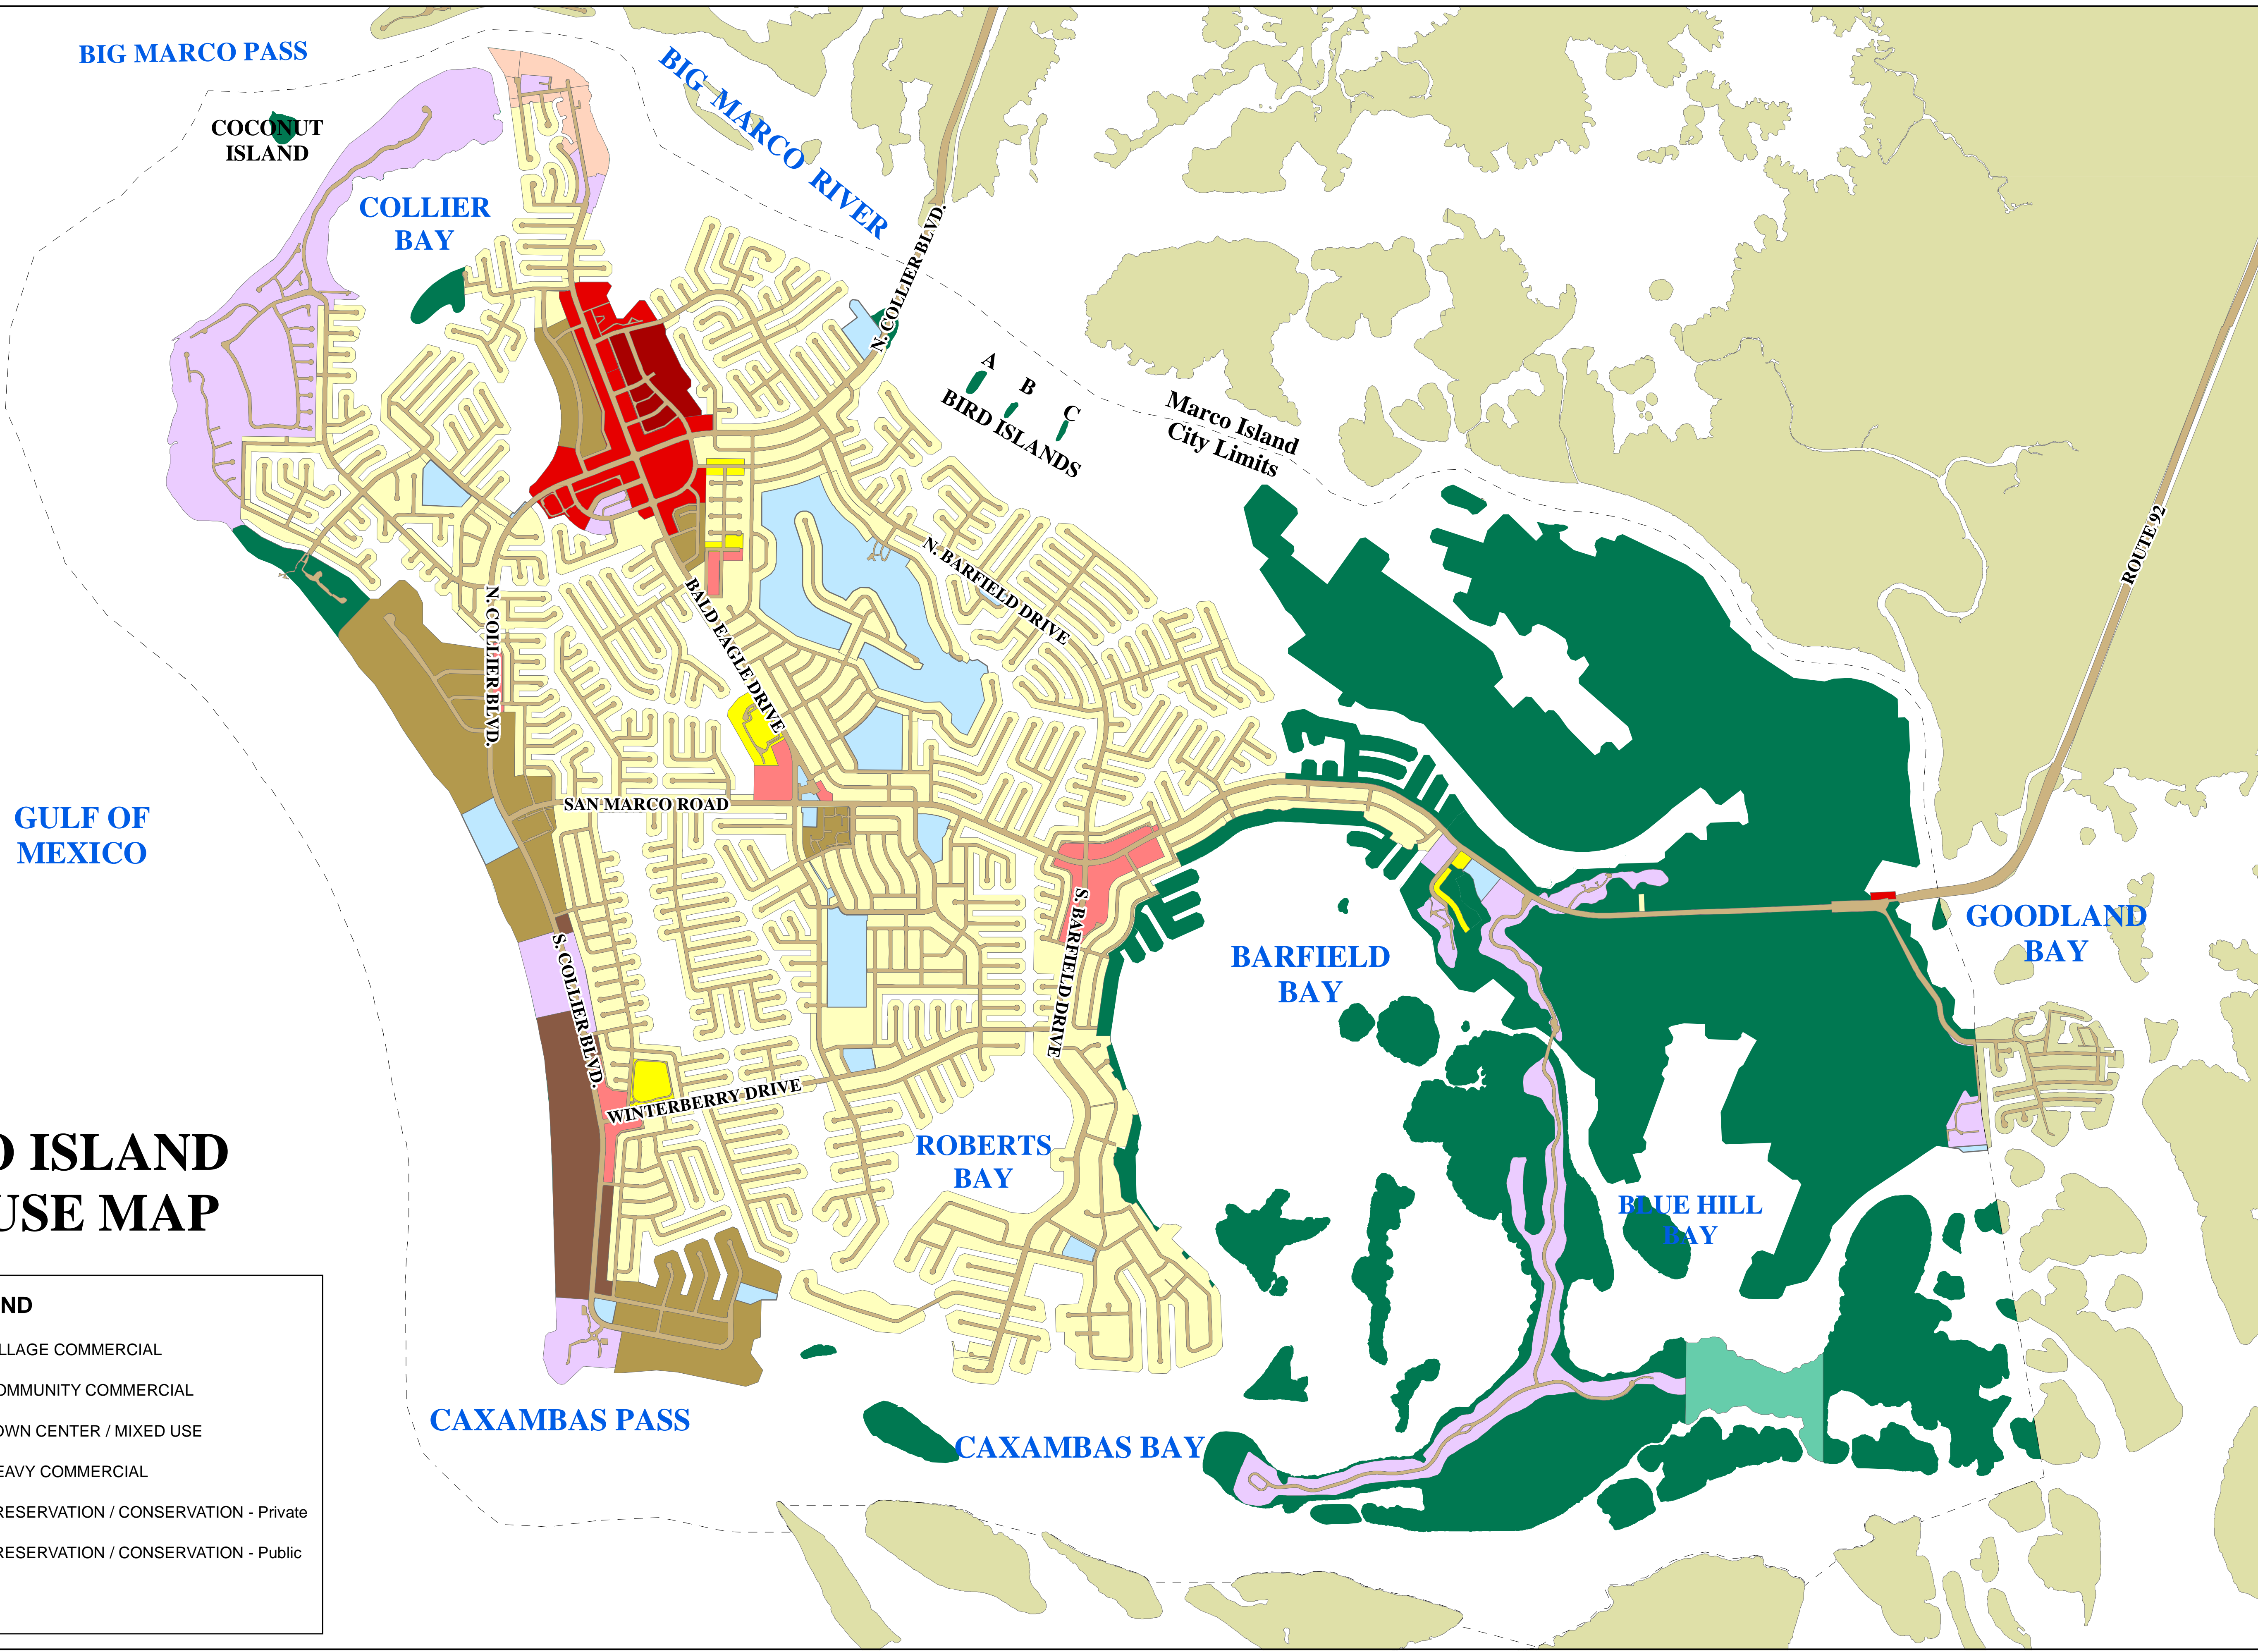 BIG MARCO PASS
BIG MARCO RIVER
COCONUT
ISLAND
COLLIER
BAY
N. COLLIER BLVD.
A
B
C
BIRD ISLANDS
Marco Island
City Limits
ROUTE 92
N. BARFIELD DRIVE
BALD EAGLE DRIVE
N. COLLIER BLVD.
SAN MARCO ROAD
GULF OF
MEXICO
S. BARFIELD DRIVE
S. COLLIER BLVD.
BARFIELD
BAY
GOODLAND
BAY
WINTERBERRY DRIVE
ROBERTS
BAY
BLUE HILL
BAY
O ISLAND
USE MAP
CAXAMBAS PASS
CAXAMBAS BAY
ND
LLAGE COMMERCIAL
OMMUNITY COMMERCIAL
OWN CENTER / MIXED USE
EAVY COMMERCIAL
RESERVATION / CONSERVATION - Private
RESERVATION / CONSERVATION - Public